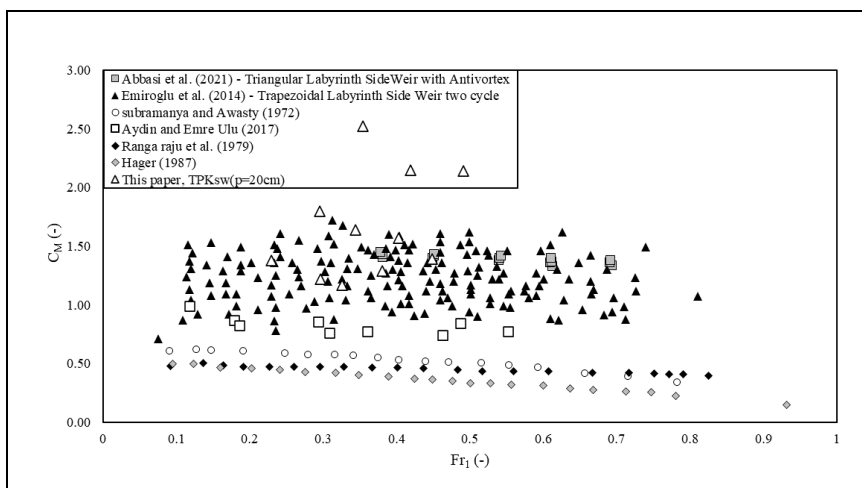 3.00
2.50
2.00
1.50
1.00
0.50
0.00
C_M (-)
Abbasi et al. (2021) - Triangular Labyrinth SideWeir with Antivortex
Emiroglu et al. (2014) - Trapezoidal Labyrinth Side Weir two cycle
subramanya and Awasty (1972)
Aydin and Emre Ulu (2017)
Ranga raju et al. (1979)
Hager (1987)
This paper, TPKsw(p=20cm)
0 0.1 0.2 0.3 0.4 0.5 0.6 0.7 0.8 0.9 1
Fr₁ (-)